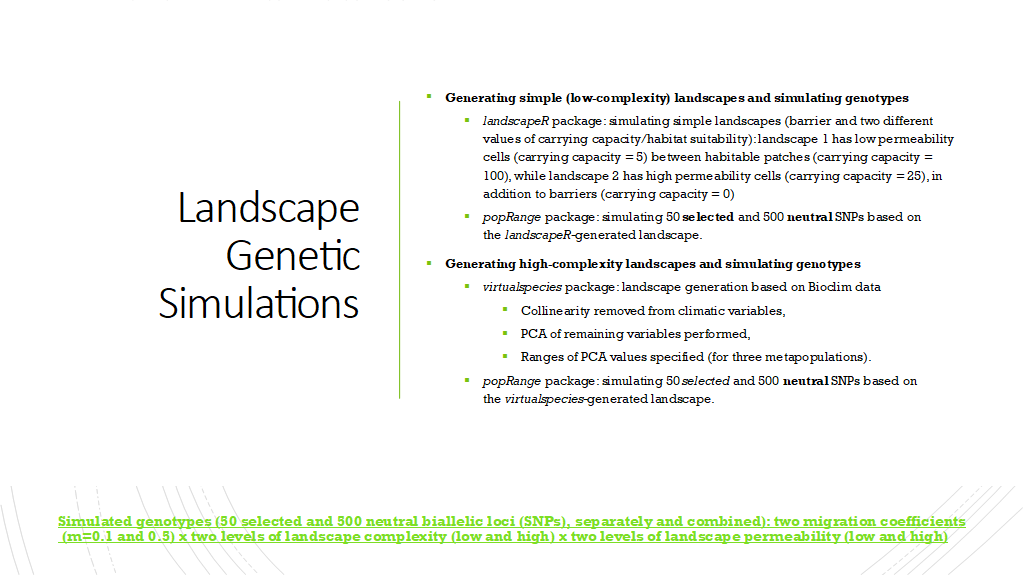 Landscape
Genetic
Simulations
Generating simple (low-complexity) landscapes and simulating genotypes
landscapeR package: simulating simple landscapes (barrier and two different
values of carrying capacity/habitat suitability): landscape 1 has low permeability
cells (carrying capacity = 5) between habitable patches (carrying capacity =
100), while landscape 2 has high permeability cells (carrying capacity = 25), in
addition to barriers (carrying capacity = 0)
popRange package: simulating 50 selected and 500 neutral SNPs based on
the landscapeR-generated landscape.
Generating high-complexity landscapes and simulating genotypes
virtualspecies package: landscape generation based on Bioclim data
Collinearity removed from climatic variables,
PCA of remaining variables performed,
Ranges of PCA values specified (for three metapopulations).
popRange package: simulating 50 selected and 500 neutral SNPs based on
the virtualspecies-generated landscape.
Simulated genotypes (50 selected and 500 neutral biallelic loci (SNPs), separately and combined): two migration coefficients
(m=0.1 and 0.5) x two levels of landscape complexity (low and high) x two levels of landscape permeability (low and high)